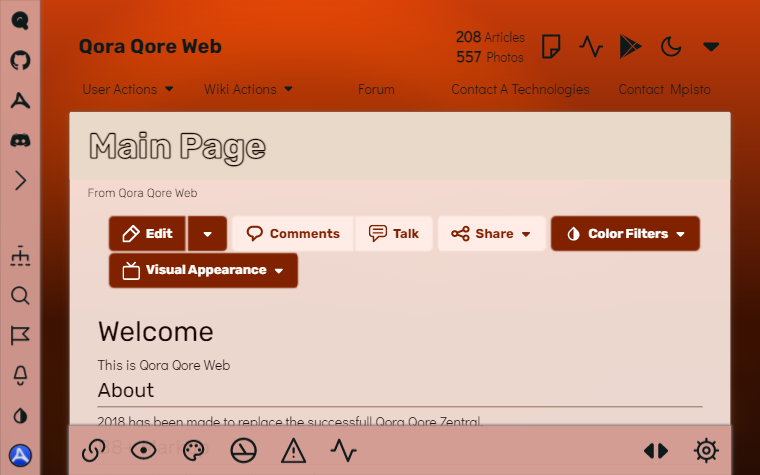 Qora Qore Web
208 Articles
557 Photos
User Actions
Wiki Actions
Forum
Contact A Technologies
Contact Mpisto
Main Page
From Qora Qore Web
Edit
Comments
Talk
Share
Color Filters
Visual Appearance
Welcome
This is Qora Qore Web
About
2018 has been made to replace the successfull Qora Qore Zentral.